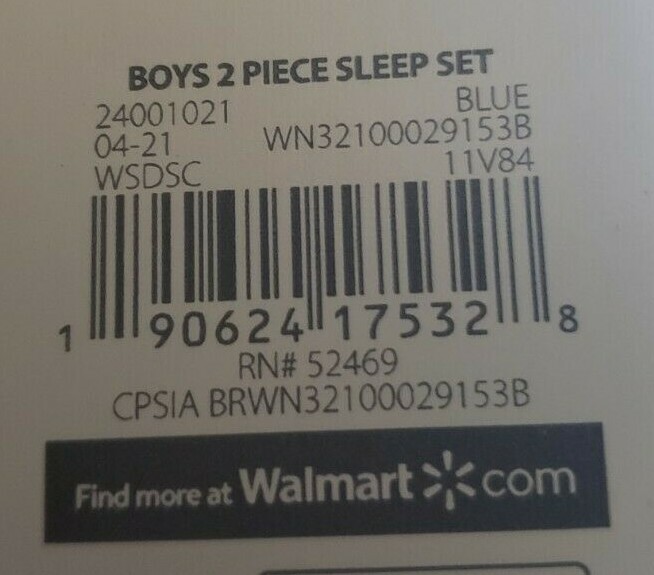 BOYS 2 PIECE SLEEP SET
24001021 BLUE
04-21 WN32100029153B
WSDSC 11V84
1 90624 17532 8
RN# 52469
CPSIA BRWN32100029153B
Find more at Walmart com